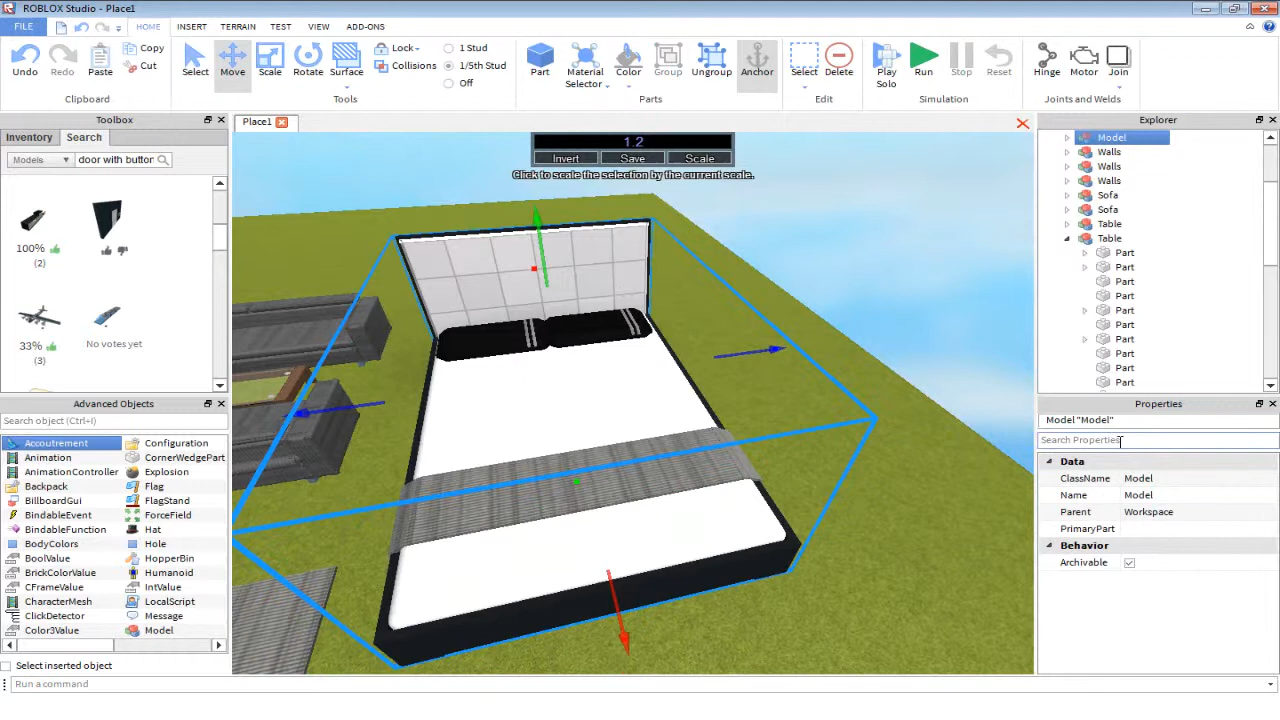 ROBLOX Studio - Place1
FILE
HOME
INSERT
TERRAIN
TEST
VIEW
ADD-ONS
Undo
Redo
Paste
Copy
Cut
Clipboard
Select
Move
Scale
Rotate
Surface
Lock
Collisions
Tools
1 Stud
1/5th Stud
Off
Part
Material
Selector
Color
Group
Ungroup
Anchor
Parts
Select
Delete
Edit
Play
Solo
Run
Stop
Reset
Simulation
Hinge
Motor
Join
Joints and Welds
Toolbox
Inventory
Search
Models
door with button
100%
(2)
33%
(3)
No votes yet
Advanced Objects
Search object (Ctrl+I)
Accoutrement
Configuration
Animation
CornerWedgePart
AnimationController
Explosion
Backpack
Flag
BillboardGui
FlagStand
BindableEvent
ForceField
BindableFunction
Hat
BodyColors
Hole
BoolValue
HopperBin
BrickColorValue
Humanoid
CFrameValue
IntValue
CharacterMesh
LocalScript
ClickDetector
Message
Color3Value
Model
Select inserted object
Run a command
Place1
1.2
Invert
Save
Scale
Click to scale the selection by the current scale.
Explorer
Model
Walls
Walls
Walls
Sofa
Sofa
Table
Table
Part
Part
Part
Part
Part
Part
Part
Part
Part
Part
Properties
Model "Model"
Search Properties
Data
ClassName
Model
Name
Model
Parent
Workspace
PrimaryPart
Behavior
Archivable